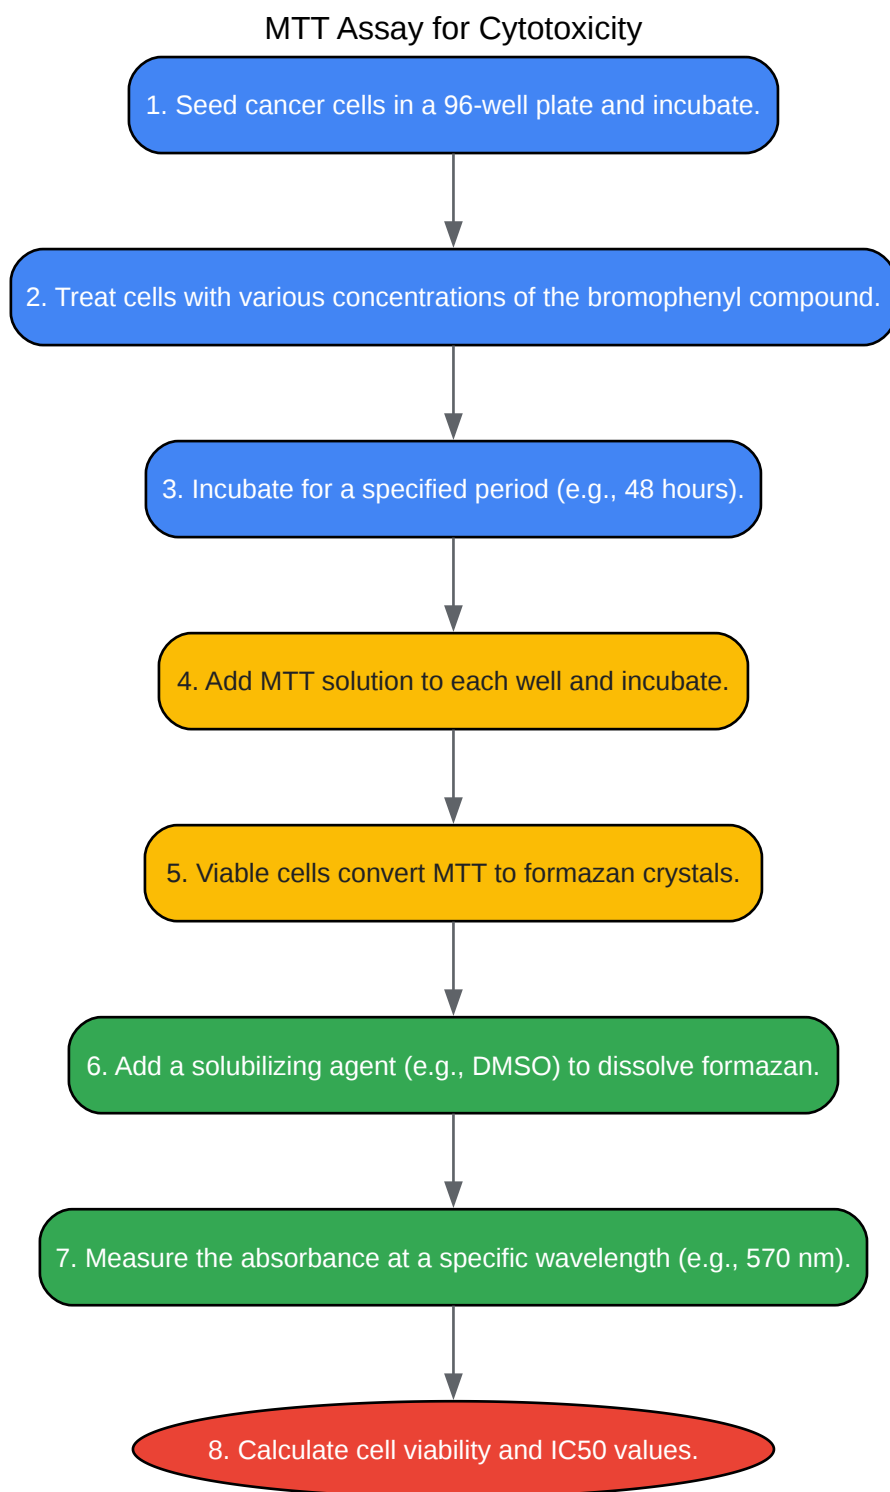 MTT Assay for Cytotoxicity
1. Seed cancer cells in a 96-well plate and incubate.
2. Treat cells with various concentrations of the bromophenyl compound.
3. Incubate for a specified period (e.g., 48 hours).
4. Add MTT solution to each well and incubate.
5. Viable cells convert MTT to formazan crystals.
6. Add a solubilizing agent (e.g., DMSO) to dissolve formazan.
7. Measure the absorbance at a specific wavelength (e.g., 570 nm).
8. Calculate cell viability and IC50 values.